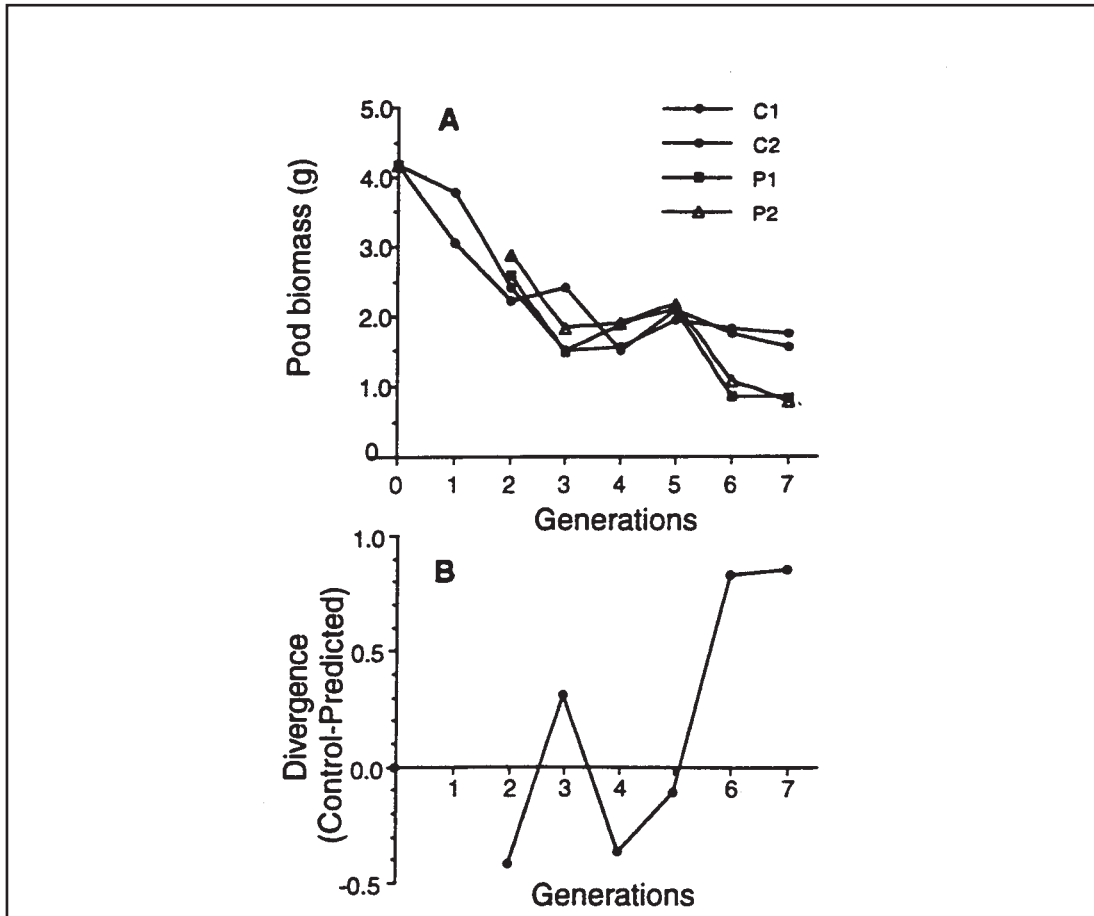 A
5.0
4.0
3.0
2.0
1.0
0
Pod biomass (g)
C1
C2
P1
P2
0 1 2 3 4 5 6 7
Generations
B
1.0
0.5
0.0
-0.5
Divergence
(Control-Predicted)
1 2 3 4 5 6 7
Generations